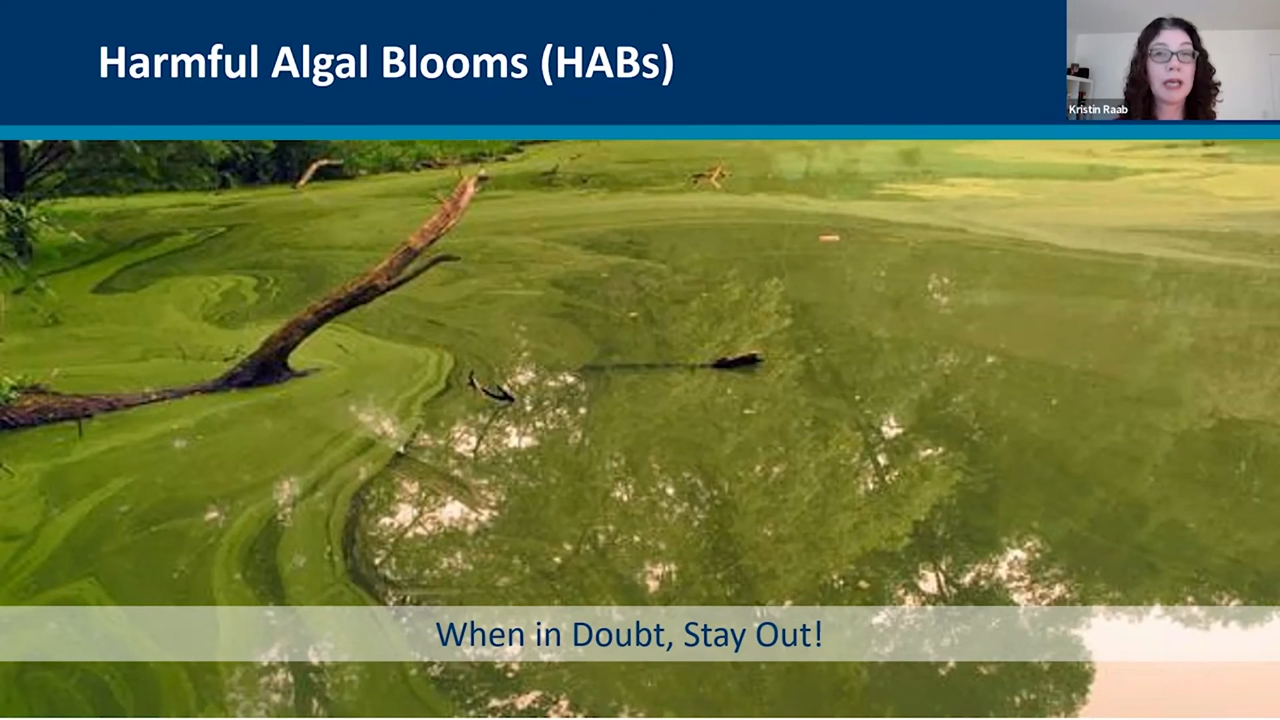 Harmful Algal Blooms (HABs)
Kristin Raab
When in Doubt, Stay Out!